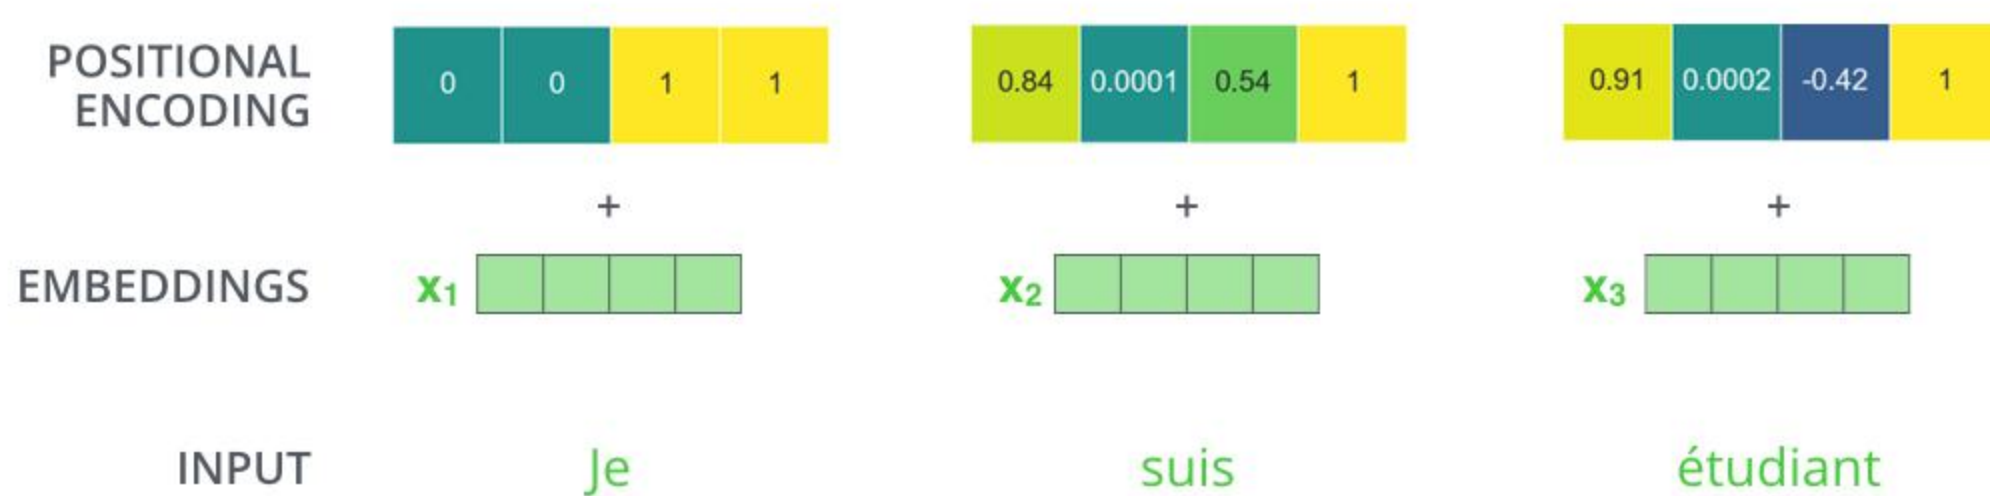 POSITIONAL
ENCODING
0 0 1 1
0.84 0.0001 0.54 1
0.91 0.0002 -0.42 1
+ + +
EMBEDDINGS x1 x2 x3
INPUT Je suis étudiant